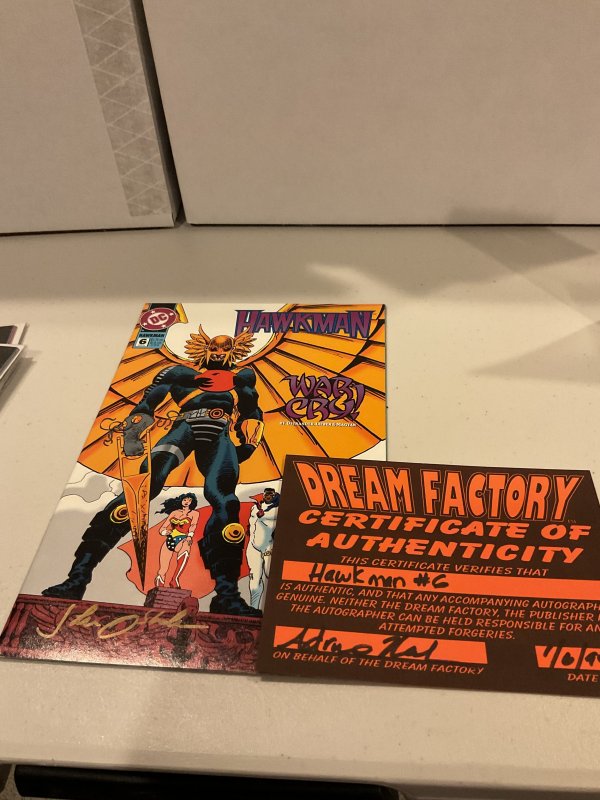 DC
HAWKMAN
6
HAWKMAN
WAR
CRY!
DREAM FACTORY
CERTIFICATE OF
AUTHENTICITY
THIS CERTIFICATE VERIFIES THAT
Hawkman #6
IS AUTHENTIC, AND THAT ANY ACCOMPANYING AUTOGRAPH
GENUINE. NEITHER THE DREAM FACTORY, THE PUBLISHER
THE AUTOGRAPHER CAN BE HELD RESPONSIBLE FOR AN
ATTEMPTED FORGERIES.
ON BEHALF OF THE DREAM FACTORY
DATE